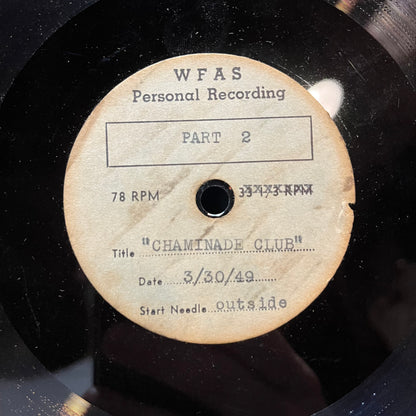 WFAS
Personal Recording
PART 2
78 RPM 33 1/3 RPM
Title "CHAMINADE CLUB"
Date 3/30/49
Start Needle outside